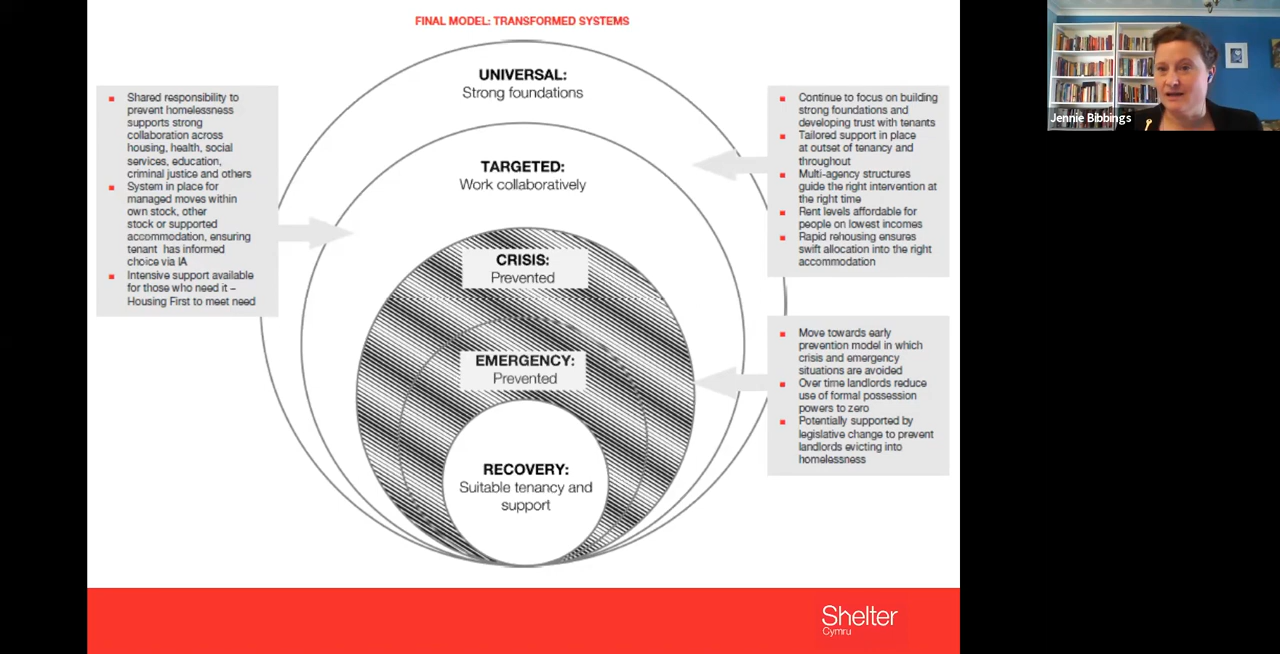 FINAL MODEL: TRANSFORMED SYSTEMS
UNIVERSAL:
Strong foundations
TARGETED:
Work collaboratively
CRISIS:
Prevented
EMERGENCY:
Prevented
RECOVERY:
Suitable tenancy and
support
Shared responsibility to
prevent homelessness
supports strong
collaboration across
housing, health, social
services, education,
criminal justice and others
System in place for
managed moves within
own stock, other
stock or supported
accommodation, ensuring
tenant has informed
choice via IA
Intensive support available
for those who need it –
Housing First to meet need
Continue to focus on building
strong foundations and
developing trust with tenants
Tailored support in place
at outset of tenancy and
throughout
Multi-agency structures
guide the right intervention at
the right time
Rent levels affordable for
people on lowest incomes
Rapid rehousing ensures
swift allocation into the right
accommodation
Move towards early
prevention model in which
crisis and emergency
situations are avoided
Over time landlords reduce
use of formal possession
powers to zero
Potentially supported by
legislative change to prevent
landlords evicting into
homelessness
Jennie Bibbings
Shelter
Cymru